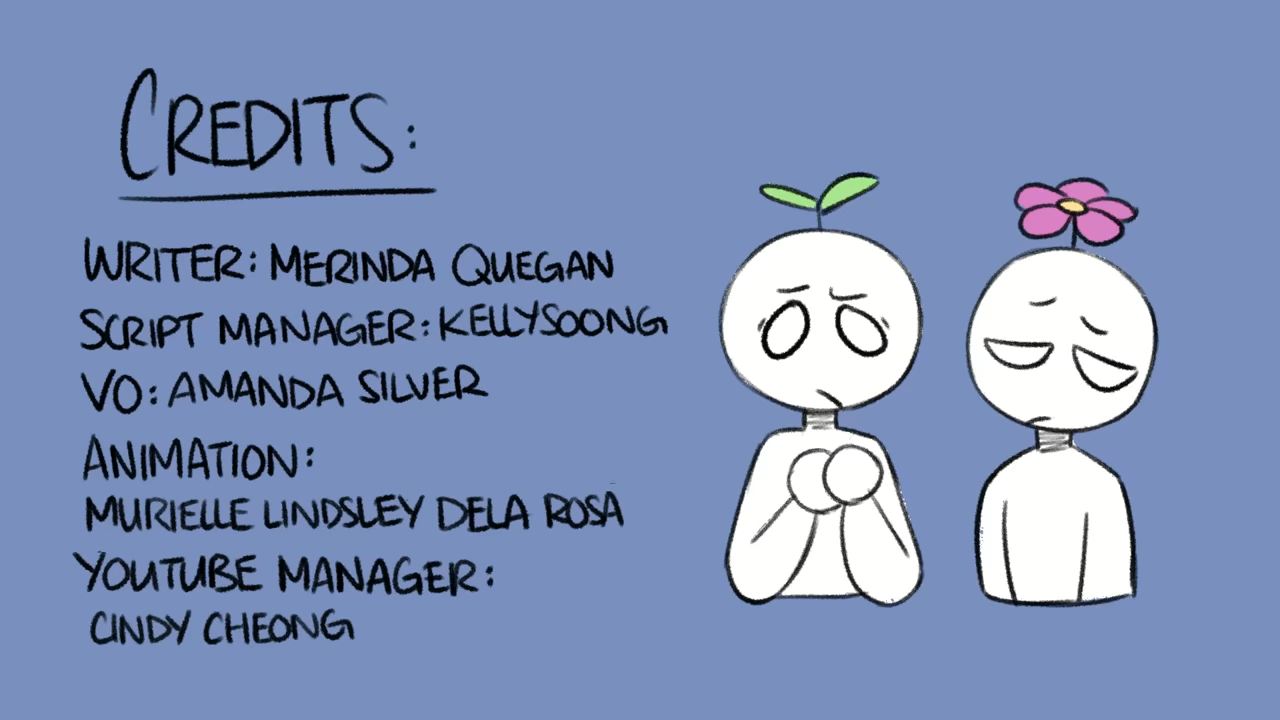 CREDITS:
WRITER: MERINDA QUEGAN
SCRIPT MANAGER: KELLYSOONG
VO: AMANDA SILVER
ANIMATION:
MURIELLE LINDSLEY DELA ROSA
YOUTUBE MANAGER:
CINDY CHEONG